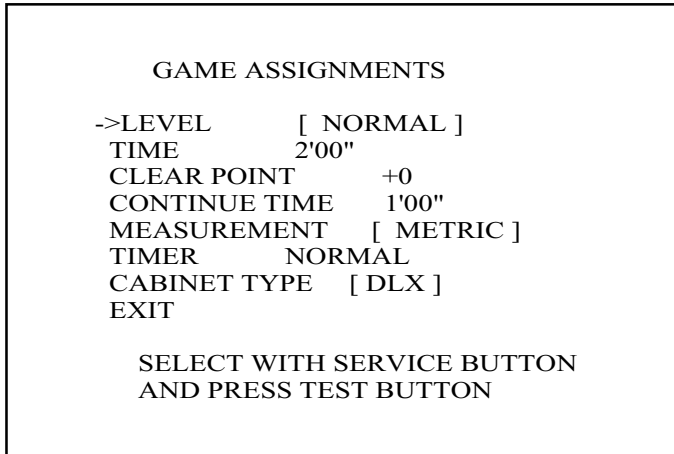 GAME ASSIGNMENTS
->LEVEL [ NORMAL ]
TIME 2'00"
CLEAR POINT +0
CONTINUE TIME 1'00"
MEASUREMENT [ METRIC ]
TIMER NORMAL
CABINET TYPE [ DLX ]
EXIT
SELECT WITH SERVICE BUTTON
AND PRESS TEST BUTTON